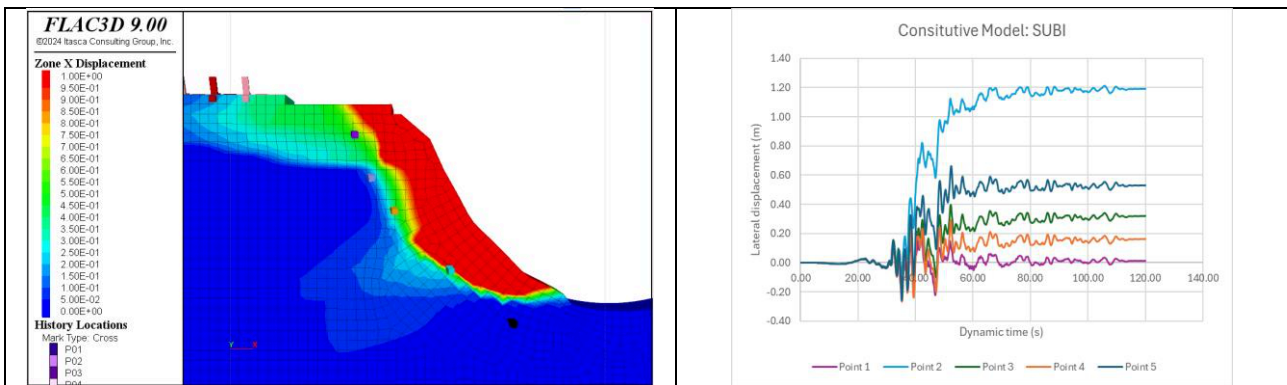 FLAC3D 9.00
©2024 Itasca Consulting Group, Inc.
Zone X Displacement
1.00E+00
9.50E-01
9.00E-01
8.50E-01
8.00E-01
7.50E-01
7.00E-01
6.50E-01
6.00E-01
5.50E-01
5.00E-01
4.50E-01
4.00E-01
3.50E-01
3.00E-01
2.50E-01
2.00E-01
1.50E-01
1.00E-01
5.00E-02
0.00E+00
History Locations
Mark Type: Cross
P01
P02
P03
P04
Y X
Consitutive Model: SUBI
Lateral displacement (m)
1.40
1.20
1.00
0.80
0.60
0.40
0.20
0.00
-0.20
-0.40
0.00 20.00 40.00 60.00 80.00 100.00 120.00 140.00
Dynamic time (s)
Point 1 Point 2 Point 3 Point 4 Point 5